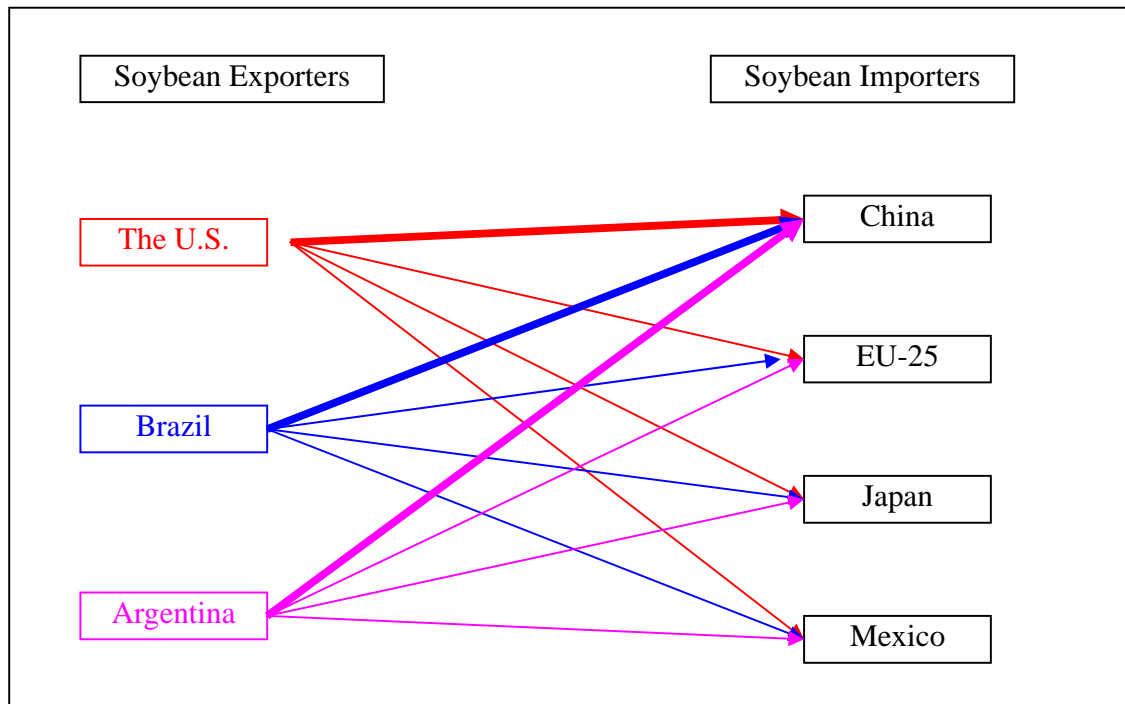 Soybean Exporters
Soybean Importers
The U.S.
China
EU-25
Brazil
Japan
Argentina
Mexico